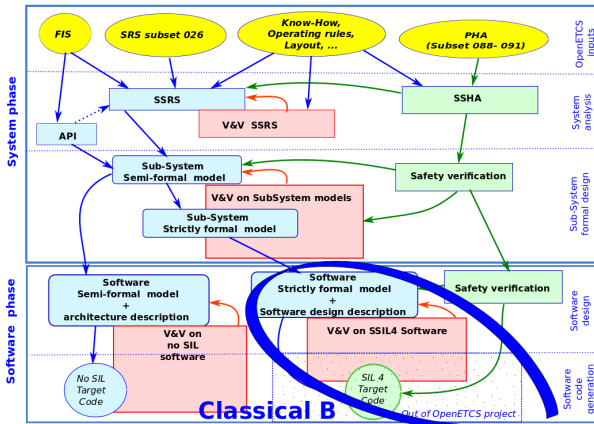 FIS
SRS subset 026
Know-How,
Operating rules,
Layout, ...
PHA
(Subset 088- 091)
OpenETCS
inputs
System phase
SSRS
V&V SSRS
API
SSHA
System
analysis
Sub-System
Semi-formal model
V&V on SubSystem models
Sub-System
Strictly formal model
Safety verification
Sub-System
formal design
Software phase
Software
Semi-formal model
+
architecture description
V&V on
no SIL
software
Software
Strictly formal model
+
Software design description
V&V on SSIL4 Software
Safety verification
Software
design
No SIL
Target
Code
SIL 4
Target
Code
Software
code
generation
Classical B
Out of OpenETCS project